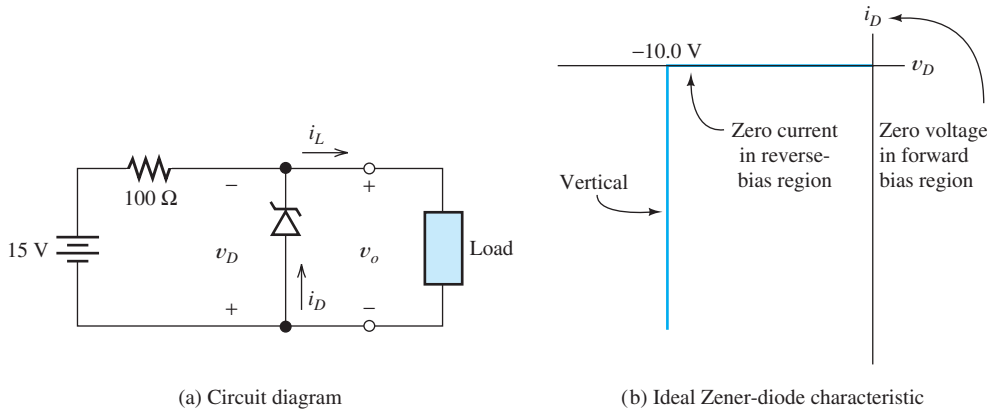 i_D
−10.0 V
v_D
Zero current
in reverse-
bias region
Zero voltage
in forward
bias region
Vertical
i_L
100 Ω
−
+
15 V
v_D
v_o
Load
i_D
+
−
(a) Circuit diagram
(b) Ideal Zener-diode characteristic